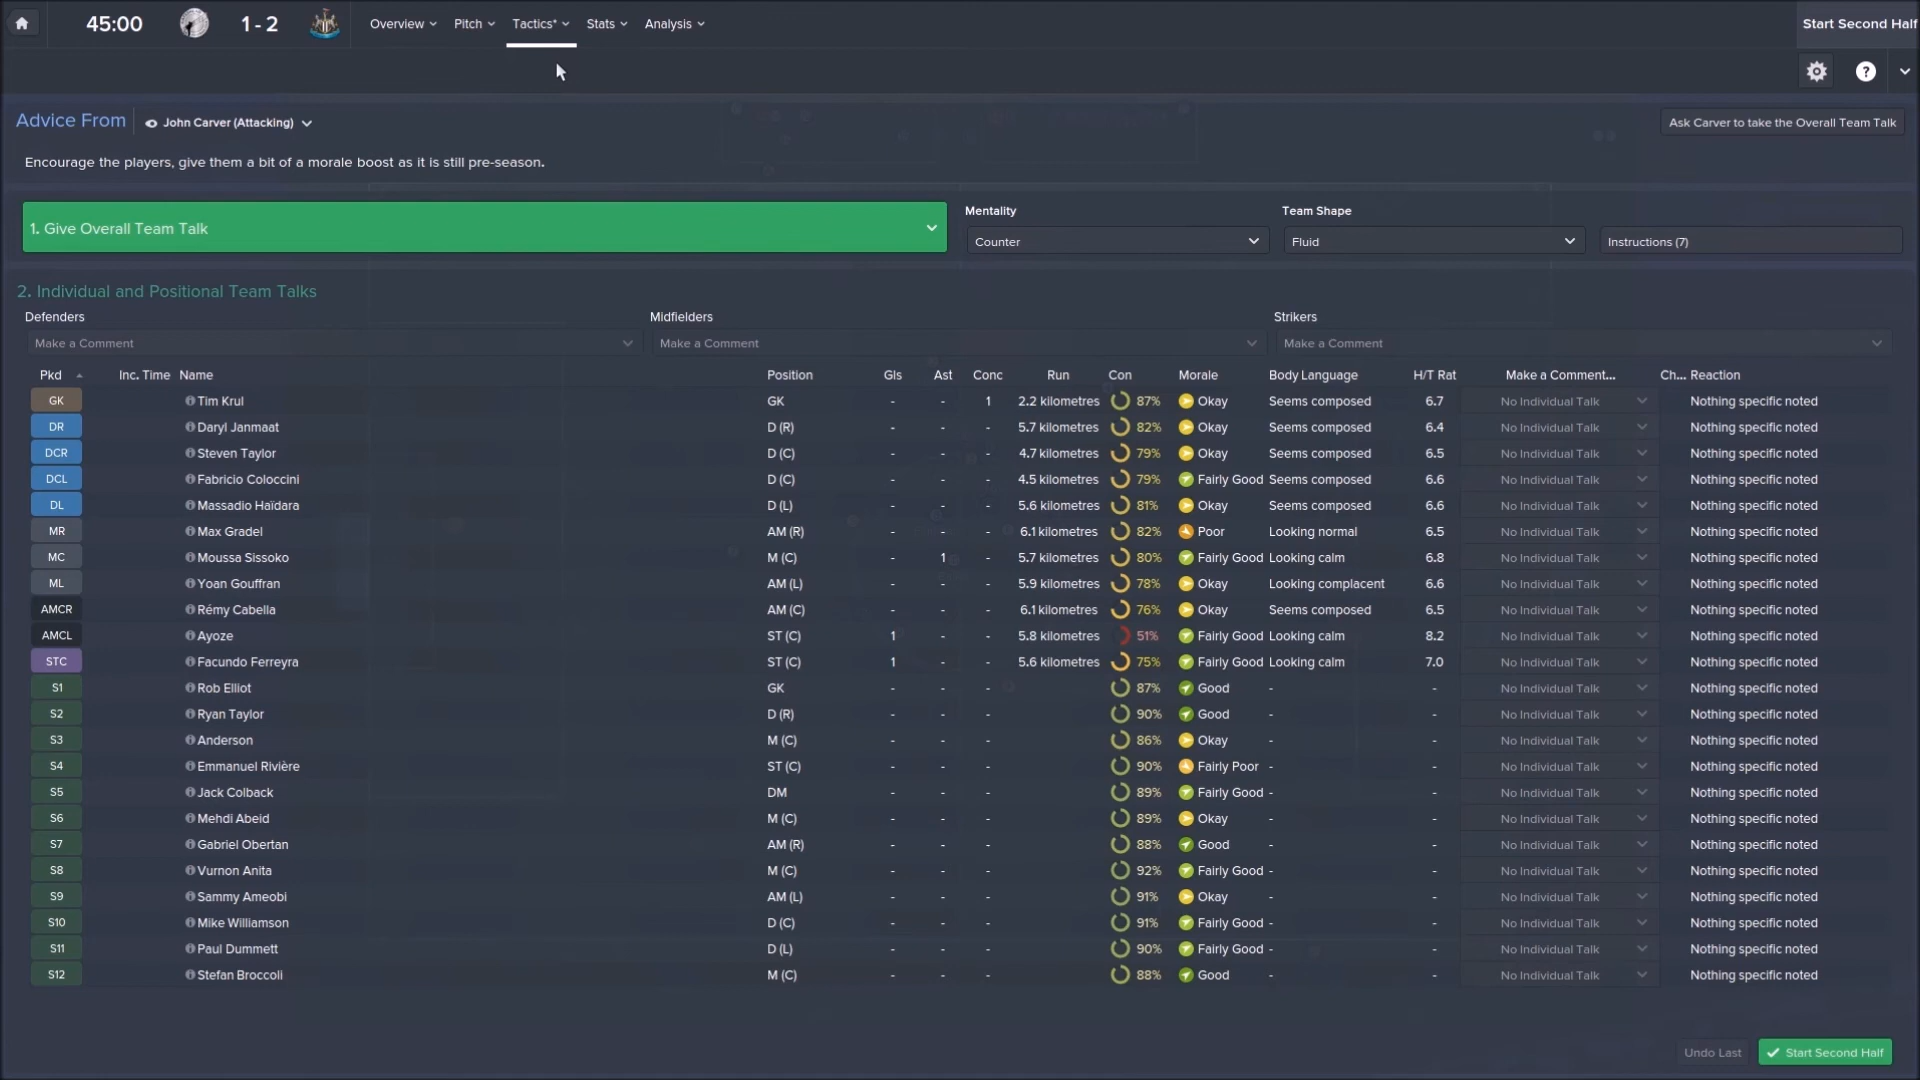 45:00 1 - 2 Overview Pitch Tactics* Stats Analysis Start Second Half
?
Advice From John Carver (Attacking) Ask Carver to take the Overall Team Talk
Encourage the players, give them a bit of a morale boost as it is still pre-season.
1. Give Overall Team Talk
Mentality Team Shape
Counter Fluid Instructions (7)
2. Individual and Positional Team Talks
Defenders Midfielders Strikers
Make a Comment Make a Comment Make a Comment
Pkd Inc. Time Name Position Gls Ast Conc Run Con Morale Body Language H/T Rat Make a Comment... Ch... Reaction
GK Tim Krul GK - - 1 2.2 kilometres 87% Okay Seems composed 6.7 No Individual Talk Nothing specific noted
DR Daryl Janmaat D (R) - - - 5.7 kilometres 82% Okay Seems composed 6.4 No Individual Talk Nothing specific noted
DCR Steven Taylor D (C) - - - 4.7 kilometres 79% Okay Seems composed 6.5 No Individual Talk Nothing specific noted
DCL Fabricio Coloccini D (C) - - - 4.5 kilometres 79% Fairly Good Seems composed 6.6 No Individual Talk Nothing specific noted
DL Massadio Haïdara D (L) - - - 5.6 kilometres 81% Okay Seems composed 6.6 No Individual Talk Nothing specific noted
MR Max Gradel AM (R) - - - 6.1 kilometres 82% Poor Looking normal 6.5 No Individual Talk Nothing specific noted
MC Moussa Sissoko M (C) - 1 - 5.7 kilometres 80% Fairly Good Looking calm 6.8 No Individual Talk Nothing specific noted
ML Yoan Gouffran AM (L) - - - 5.9 kilometres 78% Okay Looking complacent 6.6 No Individual Talk Nothing specific noted
AMCR Rémy Cabella AM (C) - - - 6.1 kilometres 76% Okay Seems composed 6.5 No Individual Talk Nothing specific noted
AMCL Ayoze ST (C) 1 - - 5.8 kilometres 51% Fairly Good Looking calm 8.2 No Individual Talk Nothing specific noted
STC Facundo Ferreyra ST (C) 1 - - 5.6 kilometres 75% Fairly Good Looking calm 7.0 No Individual Talk Nothing specific noted
S1 Rob Elliot GK - - - 87% Good - - No Individual Talk Nothing specific noted
S2 Ryan Taylor D (R) - - - 90% Good - - No Individual Talk Nothing specific noted
S3 Anderson M (C) - - - 86% Okay - - No Individual Talk Nothing specific noted
S4 Emmanuel Rivière ST (C) - - - 90% Fairly Poor - - No Individual Talk Nothing specific noted
S5 Jack Colback DM - - - 89% Fairly Good - - No Individual Talk Nothing specific noted
S6 Mehdi Abeid M (C) - - - 89% Okay - - No Individual Talk Nothing specific noted
S7 Gabriel Obertan AM (R) - - - 88% Good - - No Individual Talk Nothing specific noted
S8 Vurnon Anita M (C) - - - 92% Fairly Good - - No Individual Talk Nothing specific noted
S9 Sammy Ameobi AM (L) - - - 91% Okay - - No Individual Talk Nothing specific noted
S10 Mike Williamson D (C) - - - 91% Fairly Good - - No Individual Talk Nothing specific noted
S11 Paul Dummett D (L) - - - 90% Fairly Good - - No Individual Talk Nothing specific noted
S12 Stefan Broccoli M (C) - - - 88% Good - - No Individual Talk Nothing specific noted
Undo Last Start Second Half